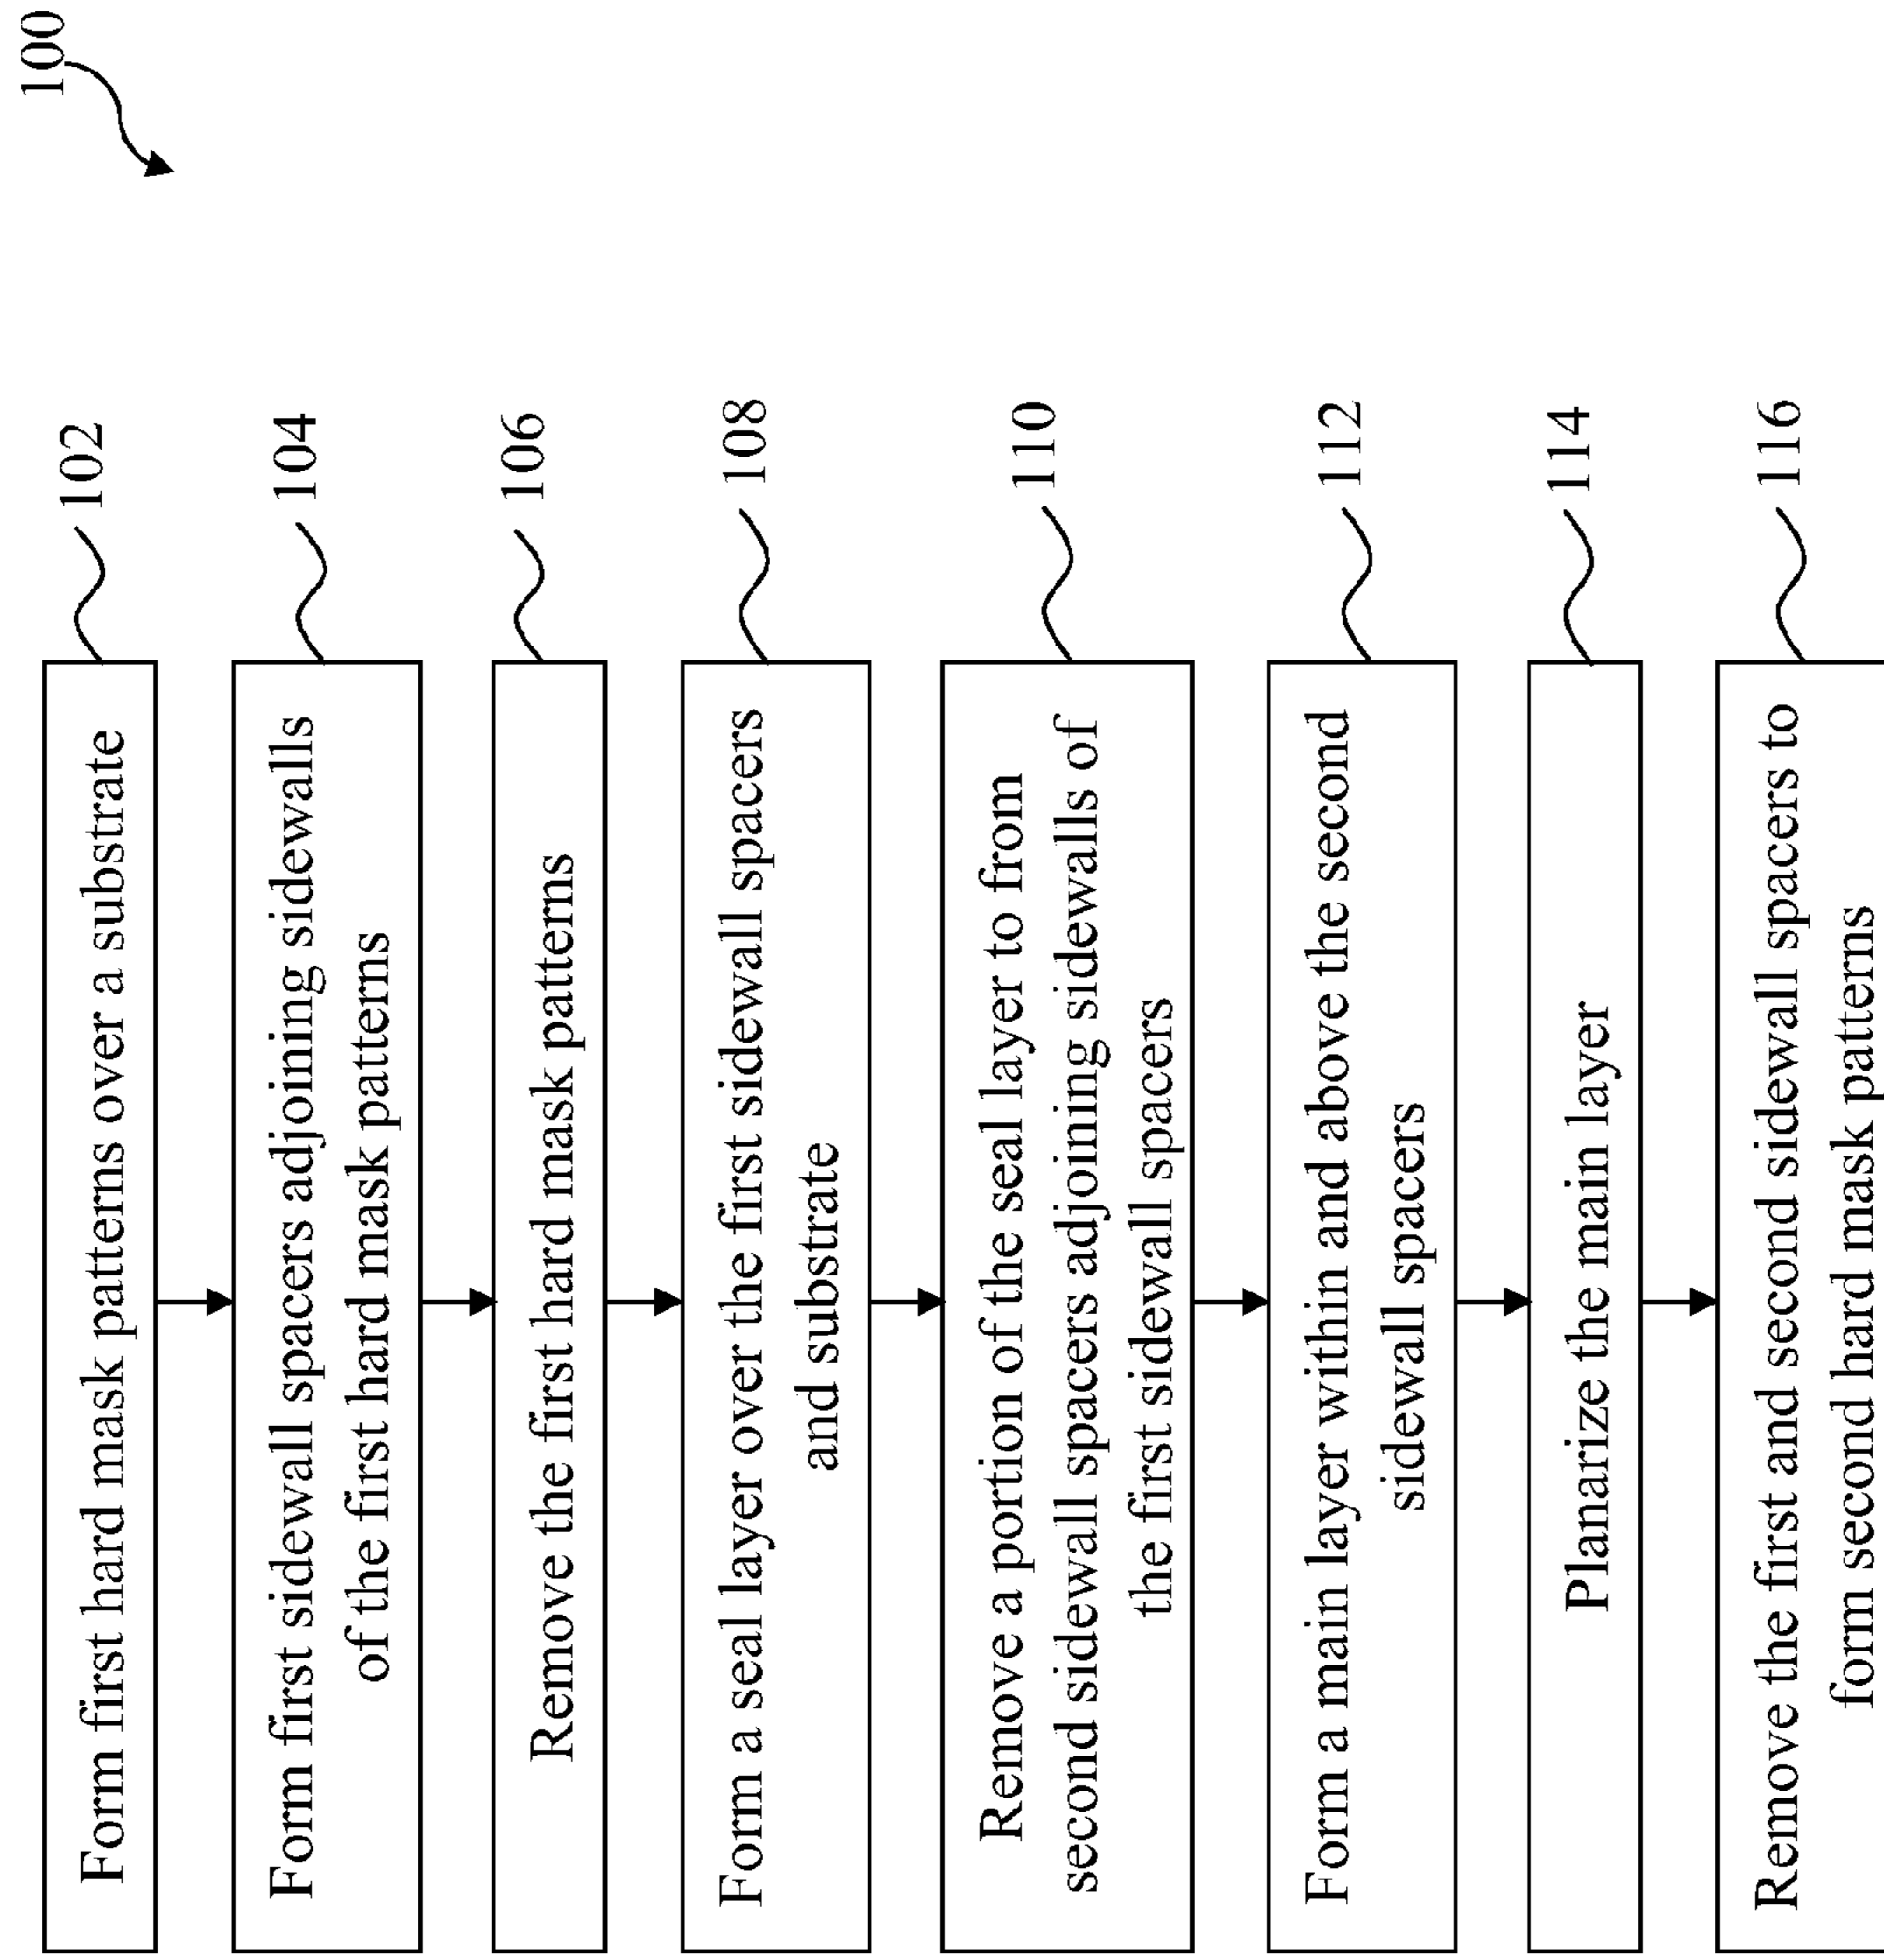 100
Form first hard mask patterns over a substrate
102
Form first sidewall spacers adjoining sidewalls
of the first hard mask patterns
104
Remove the first hard mask patterns
106
Form a seal layer over the first sidewall spacers
and substrate
108
Remove a portion of the seal layer to from
second sidewall spacers adjoining sidewalls of
the first sidewall spacers
110
Form a main layer within and above the second
sidewall spacers
112
Planarize the main layer
114
Remove the first and second sidewall spacers to
form second hard mask patterns
116